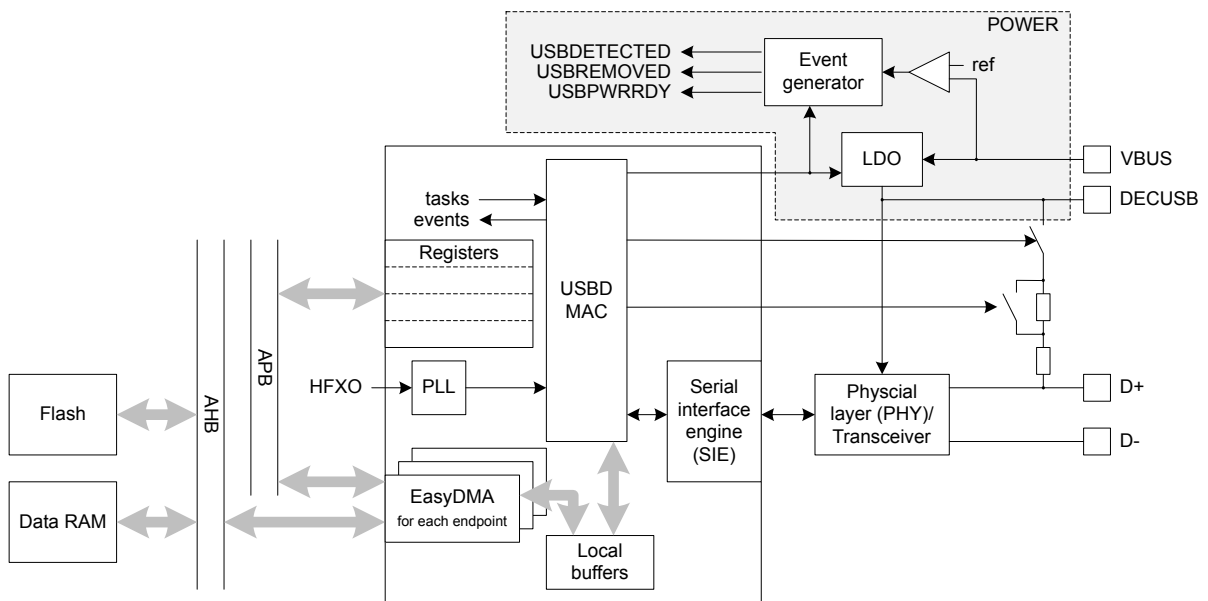 POWER
USBDETECTED
USBREMOVED
USBPWRRDY
Event
generator
ref
LDO
VBUS
DECUSB
tasks
events
Registers
USBD
MAC
APB
AHB
HFXO
PLL
Flash
Serial
interface
engine
(SIE)
Physcial
layer (PHY)/
Transceiver
D+
D-
Data RAM
EasyDMA
for each endpoint
Local
buffers